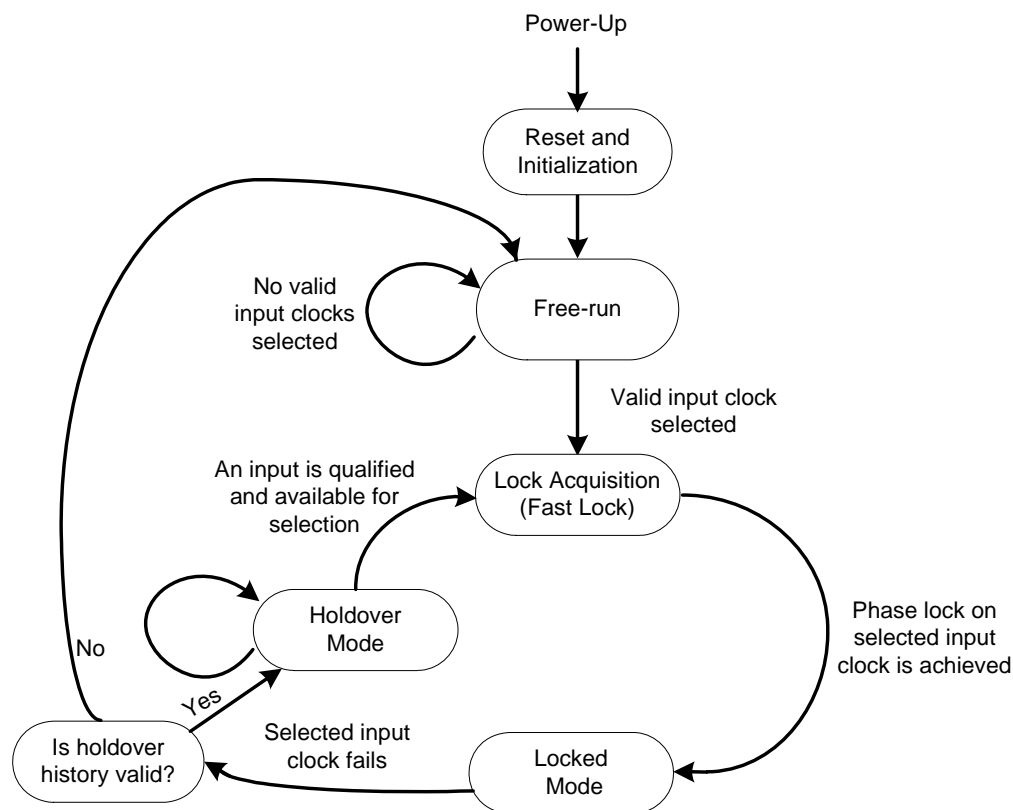 Power-Up
Reset and
Initialization
No valid
input clocks
selected
Free-run
Valid input clock
selected
An input is qualified
and available for
selection
Lock Acquisition
(Fast Lock)
Holdover
Mode
Phase lock on
selected input
clock is achieved
No
Yes
Selected input
clock fails
Is holdover
history valid?
Locked
Mode